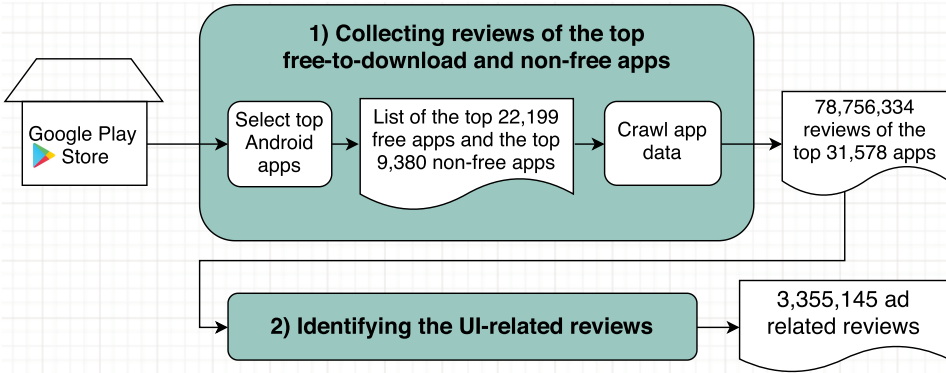 1) Collecting reviews of the top
free-to-download and non-free apps
Google Play
Store
Select top
Android
apps
List of the top 22,199
free apps and the top
9,380 non-free apps
Crawl app
data
78,756,334
reviews of the
top 31,578 apps
2) Identifying the UI-related reviews
3,355,145 ad
related reviews